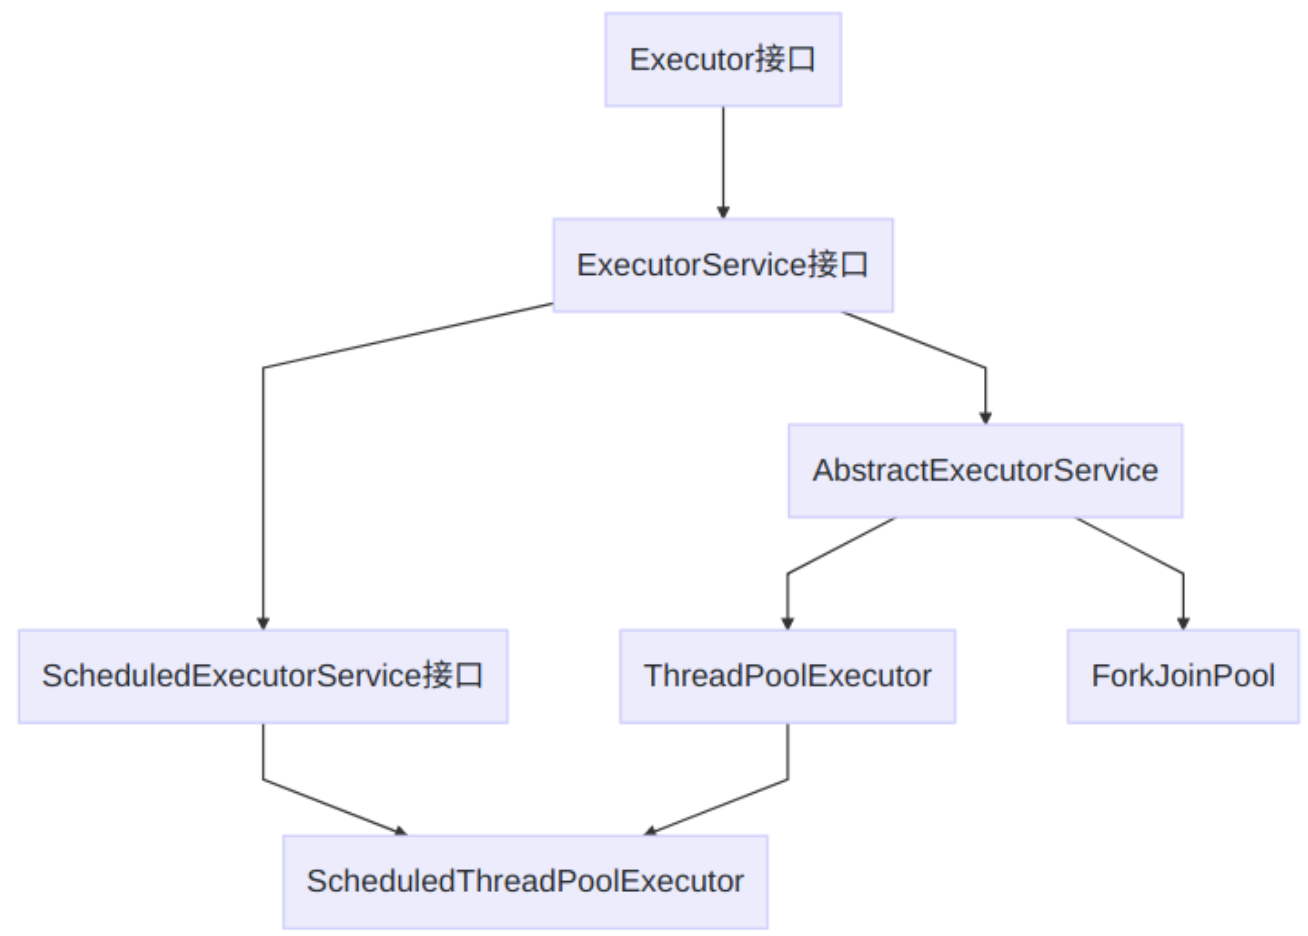 Executor接口
ExecutorService接口
AbstractExecutorService
ScheduledExecutorService接口
ThreadPoolExecutor
ForkJoinPool
ScheduledThreadPoolExecutor